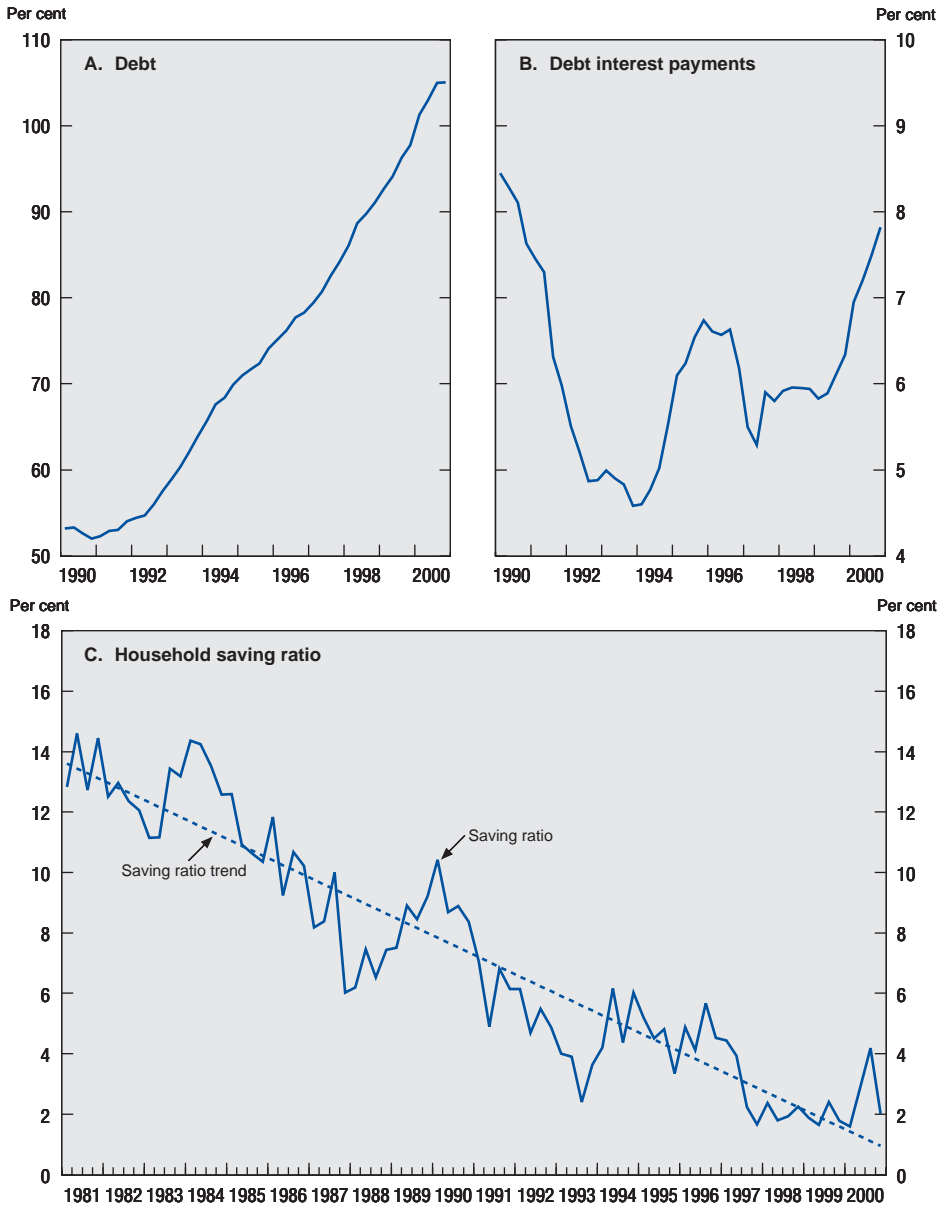 Per cent
Per cent
A. Debt
B. Debt interest payments
110
100
90
80
70
60
50
10
9
8
7
6
5
4
1990 1992 1994 1996 1998 2000
1990 1992 1994 1996 1998 2000
Per cent
Per cent
C. Household saving ratio
18
16
14
12
10
8
6
4
2
0
18
16
14
12
10
8
6
4
2
0
Saving ratio
Saving ratio trend
1981 1982 1983 1984 1985 1986 1987 1988 1989 1990 1991 1992 1993 1994 1995 1996 1997 1998 1999 2000